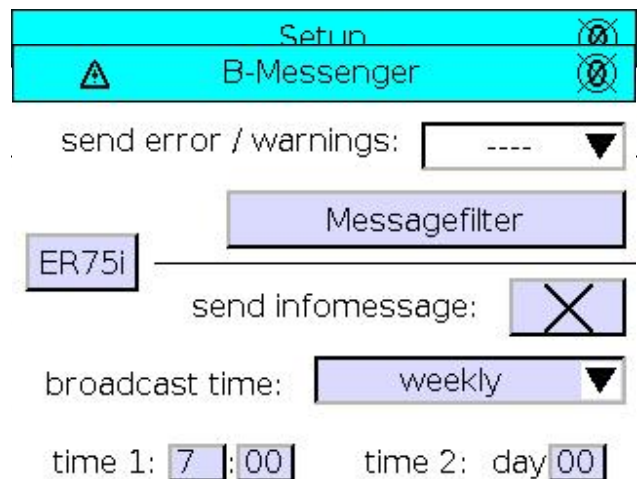 Setup
B-Messenger
send error / warnings: ----
Messagefilter
ER75i
send infomessage:
broadcast time: weekly
time 1: 7 : 00 time 2: day 00